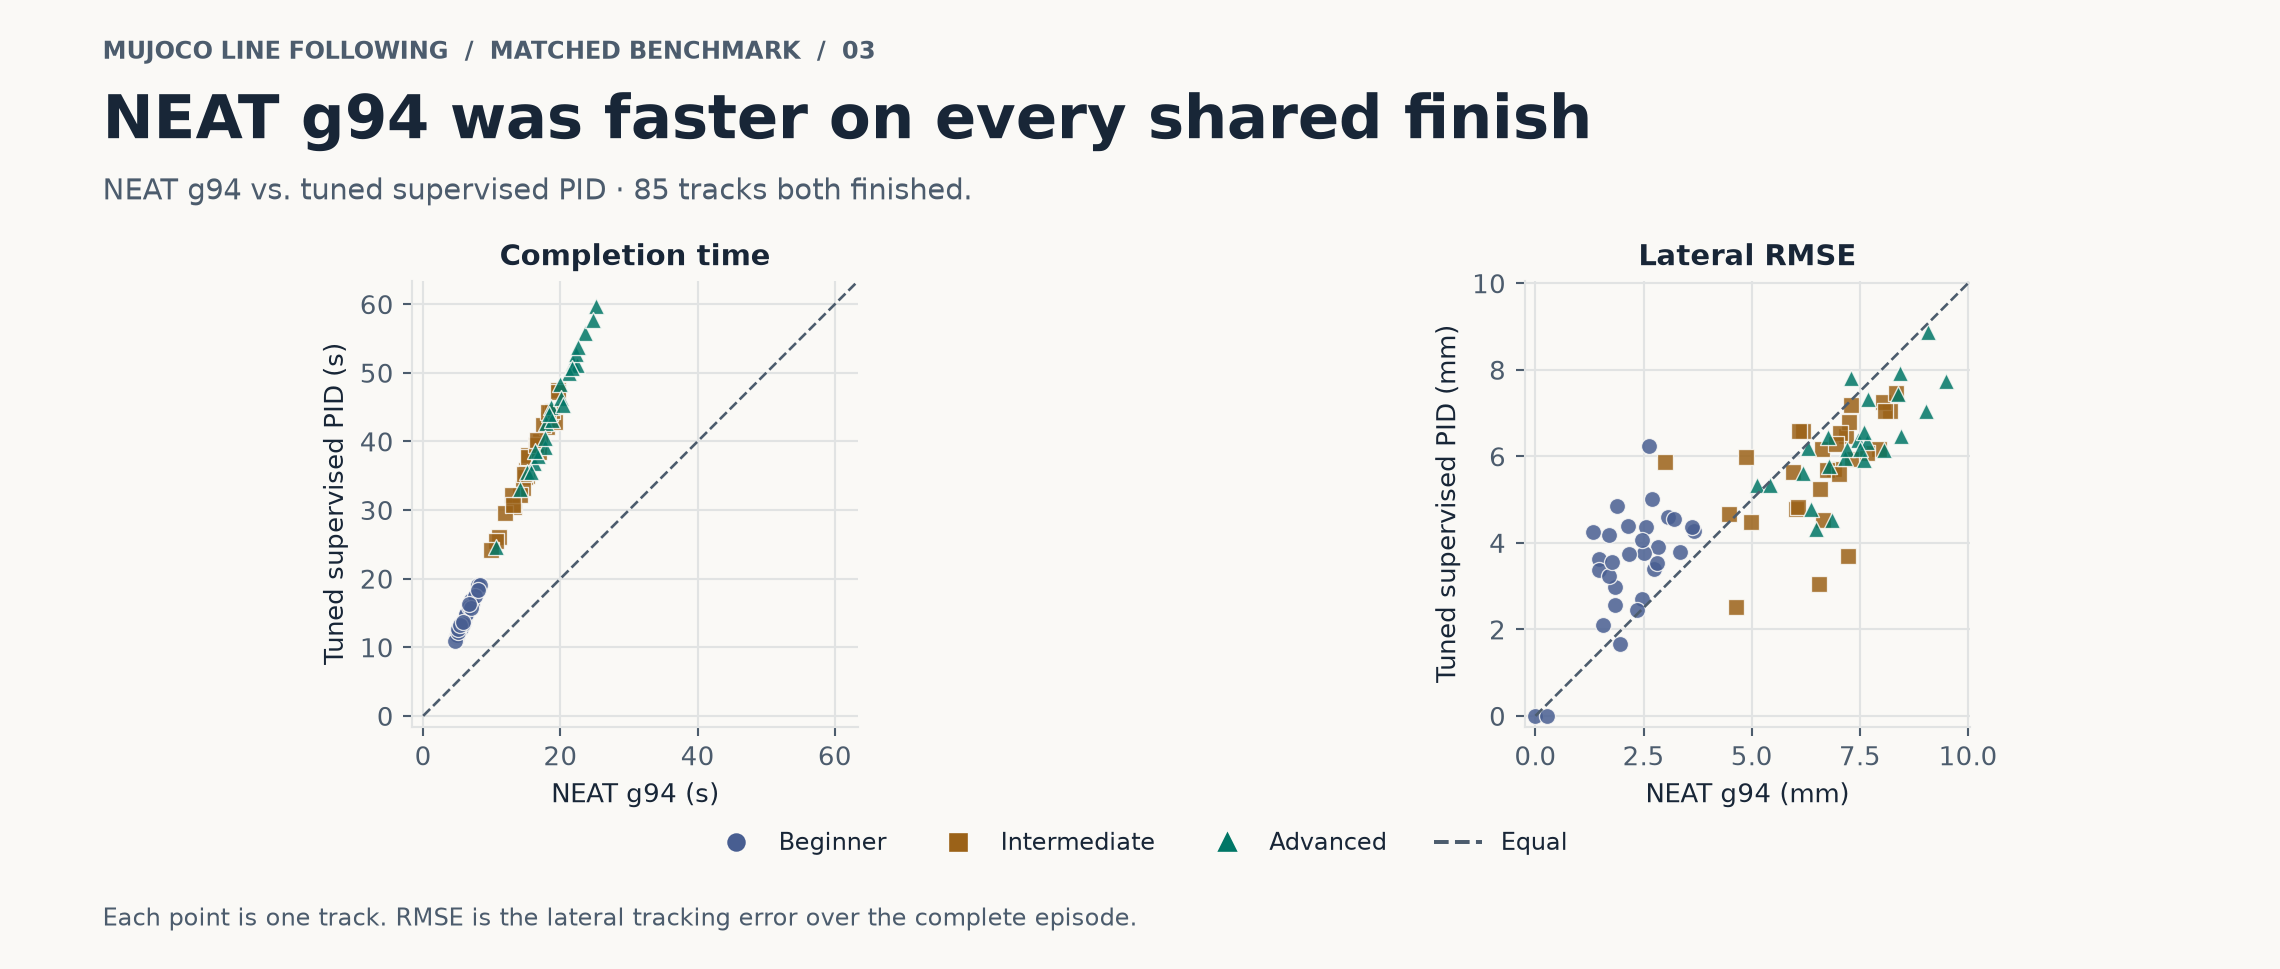 MUJOCO LINE FOLLOWING / MATCHED BENCHMARK / 03
NEAT g94 was faster on every shared finish
NEAT g94 vs. tuned supervised PID · 85 tracks both finished.
Completion time
Tuned supervised PID (s)
60
50
40
30
20
10
0
0 20 40 60
NEAT g94 (s)
Lateral RMSE
Tuned supervised PID (mm)
10
8
6
4
2
0
0.0 2.5 5.0 7.5 10.0
NEAT g94 (mm)
Beginner Intermediate Advanced Equal
Each point is one track. RMSE is the lateral tracking error over the complete episode.